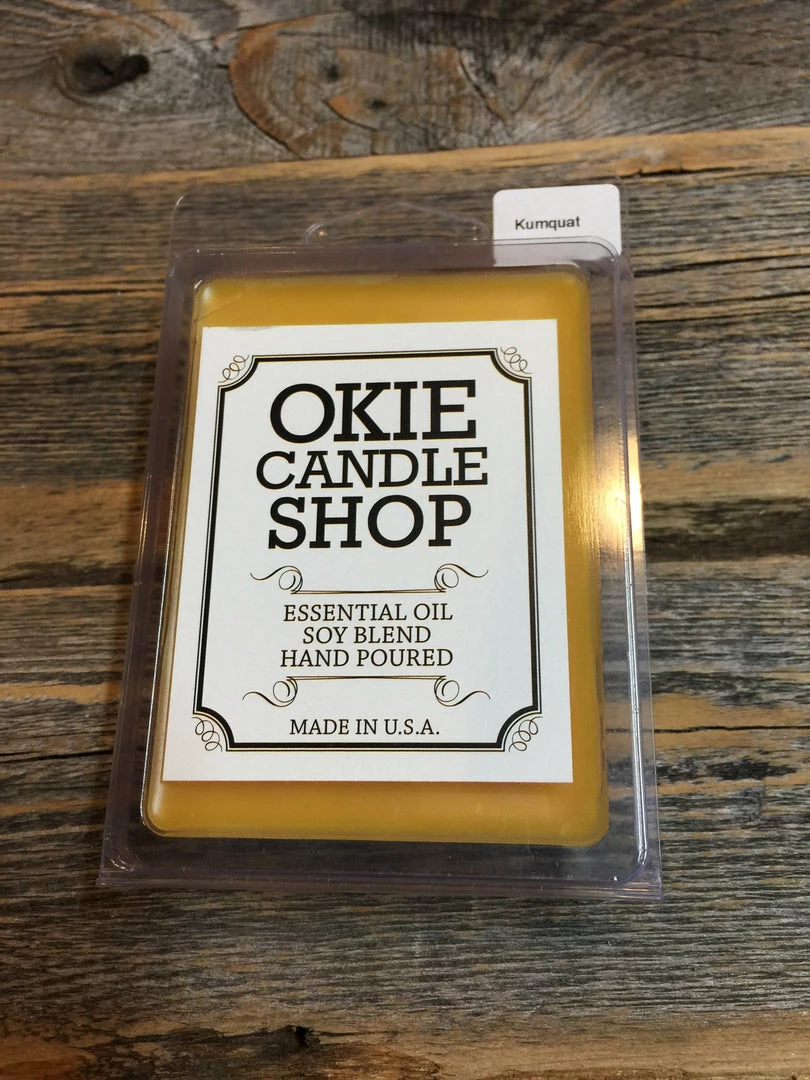 Kumquat
OKIE
CANDLE
SHOP
ESSENTIAL OIL
SOY BLEND
HAND POURED
MADE IN U.S.A.